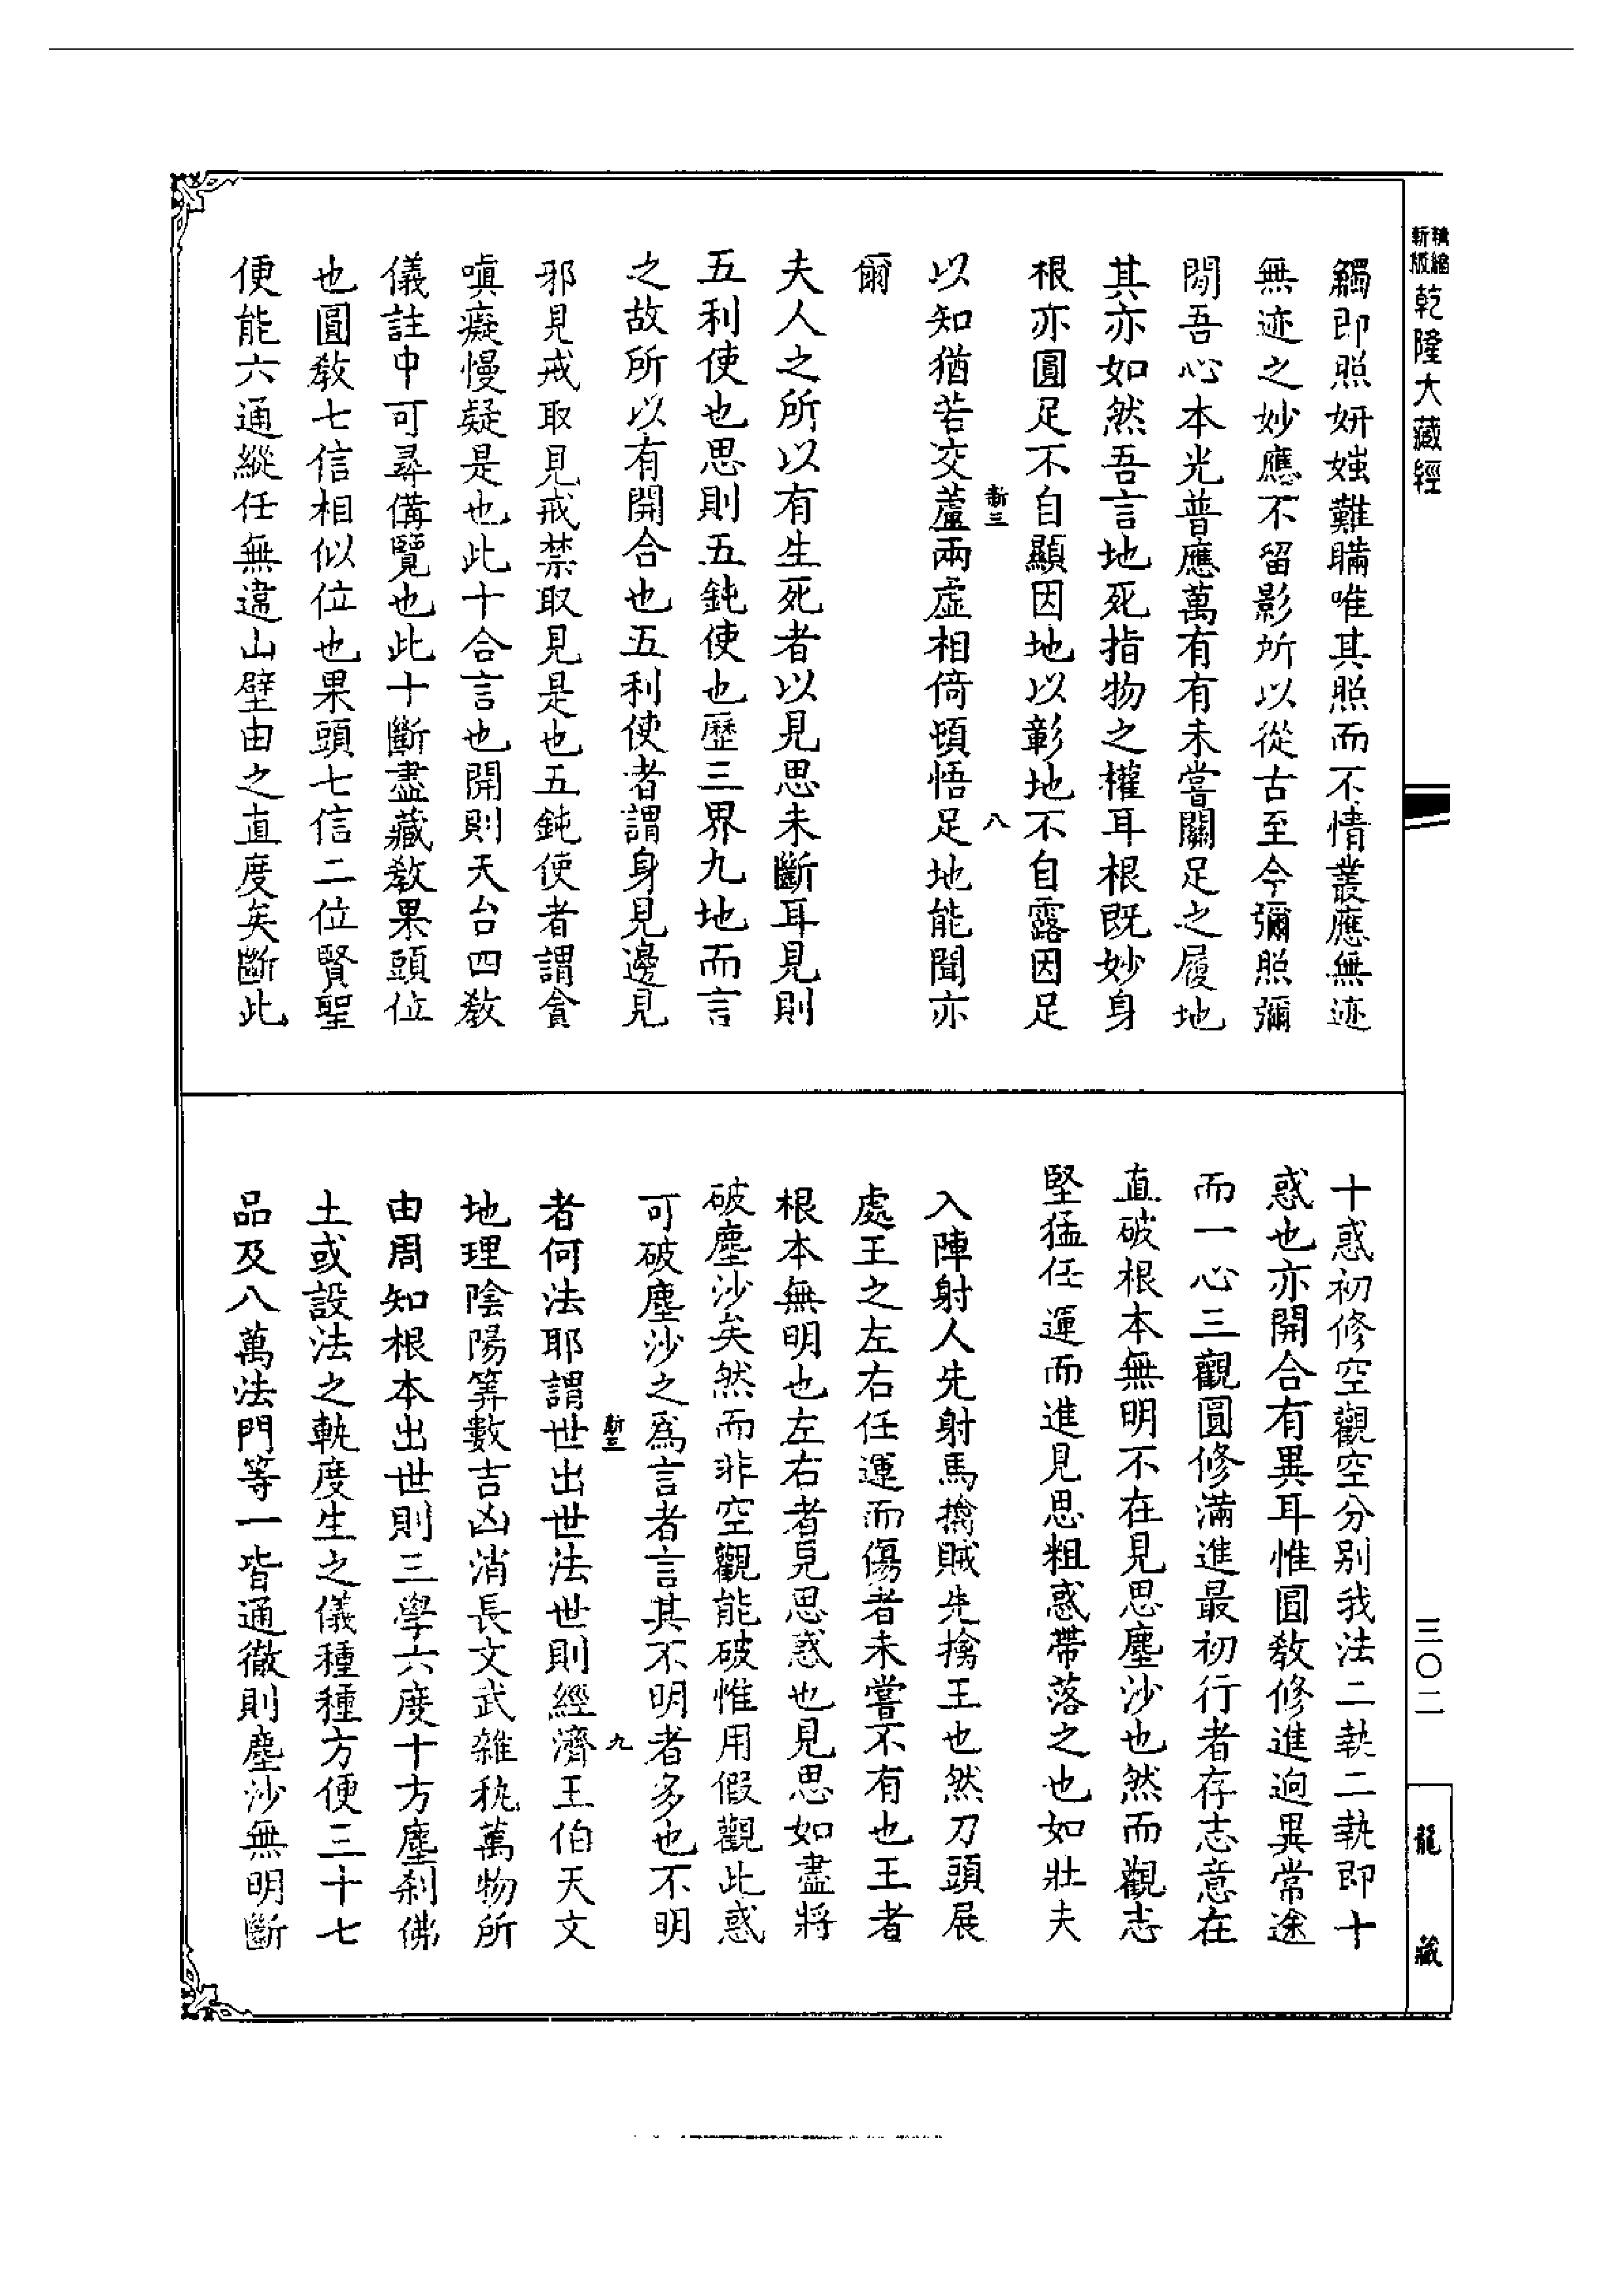 精縮新版乾隆大藏經
觸即照妍媸難瞞唯其照而不情叢應無迹
無迹之妙應不留影所以從古至今彌照彌
閒吾心本光普應萬有有未嘗關足之履地
其亦如然吾言地死指物之權耳根既妙身
根亦圓足不自顯因地以彰地不自露因足
以知猶若交蘆兩虛相倚頓悟足地能聞亦
爾
夫人之所以有生死者以見思未斷耳見則
五利使也思則五鈍使也歷三界九地而言
之故所以有開合也五利使者謂身見邊見
邪見戒取見戒禁取見是也五鈍使者謂貪
嗔癡慢疑是也此十合言也開則天台四教
儀註中可尋備覽也此十斷盡藏教果頭位
也圓教七信相似位也果頭七信二位賢聖
便能六通縱任無違山壁由之直度矣斷此
十惑初修空觀空分別我法二執二執即十
惑也亦開合有異耳惟圓教修進迥異常途
而一心三觀圓修滿進最初行者存志意在
直破根本無明不在見思塵沙也然而觀志
堅猛任運而進見思粗惑帶落之也如壯夫
入陣射人先射馬擒賊先擒王也然刀頭展
處王之左右任運而傷者未嘗不有也王者
根本無明也左右者見思惑也見思如盡將
破塵沙矣然而非空觀能破惟用假觀此惑
可破塵沙之爲言者言其不明者多也不明
者何法耶謂世出世法世則經濟王伯天文
地理陰陽筭數吉凶消長文武雜秇萬物所
由周知根本出世則三學六度十方塵刹佛
土或設法之軌度生之儀種種方便三十七
品及八萬法門等一皆通徹則塵沙無明斷
新三
八
新三
九
三〇二
龍藏